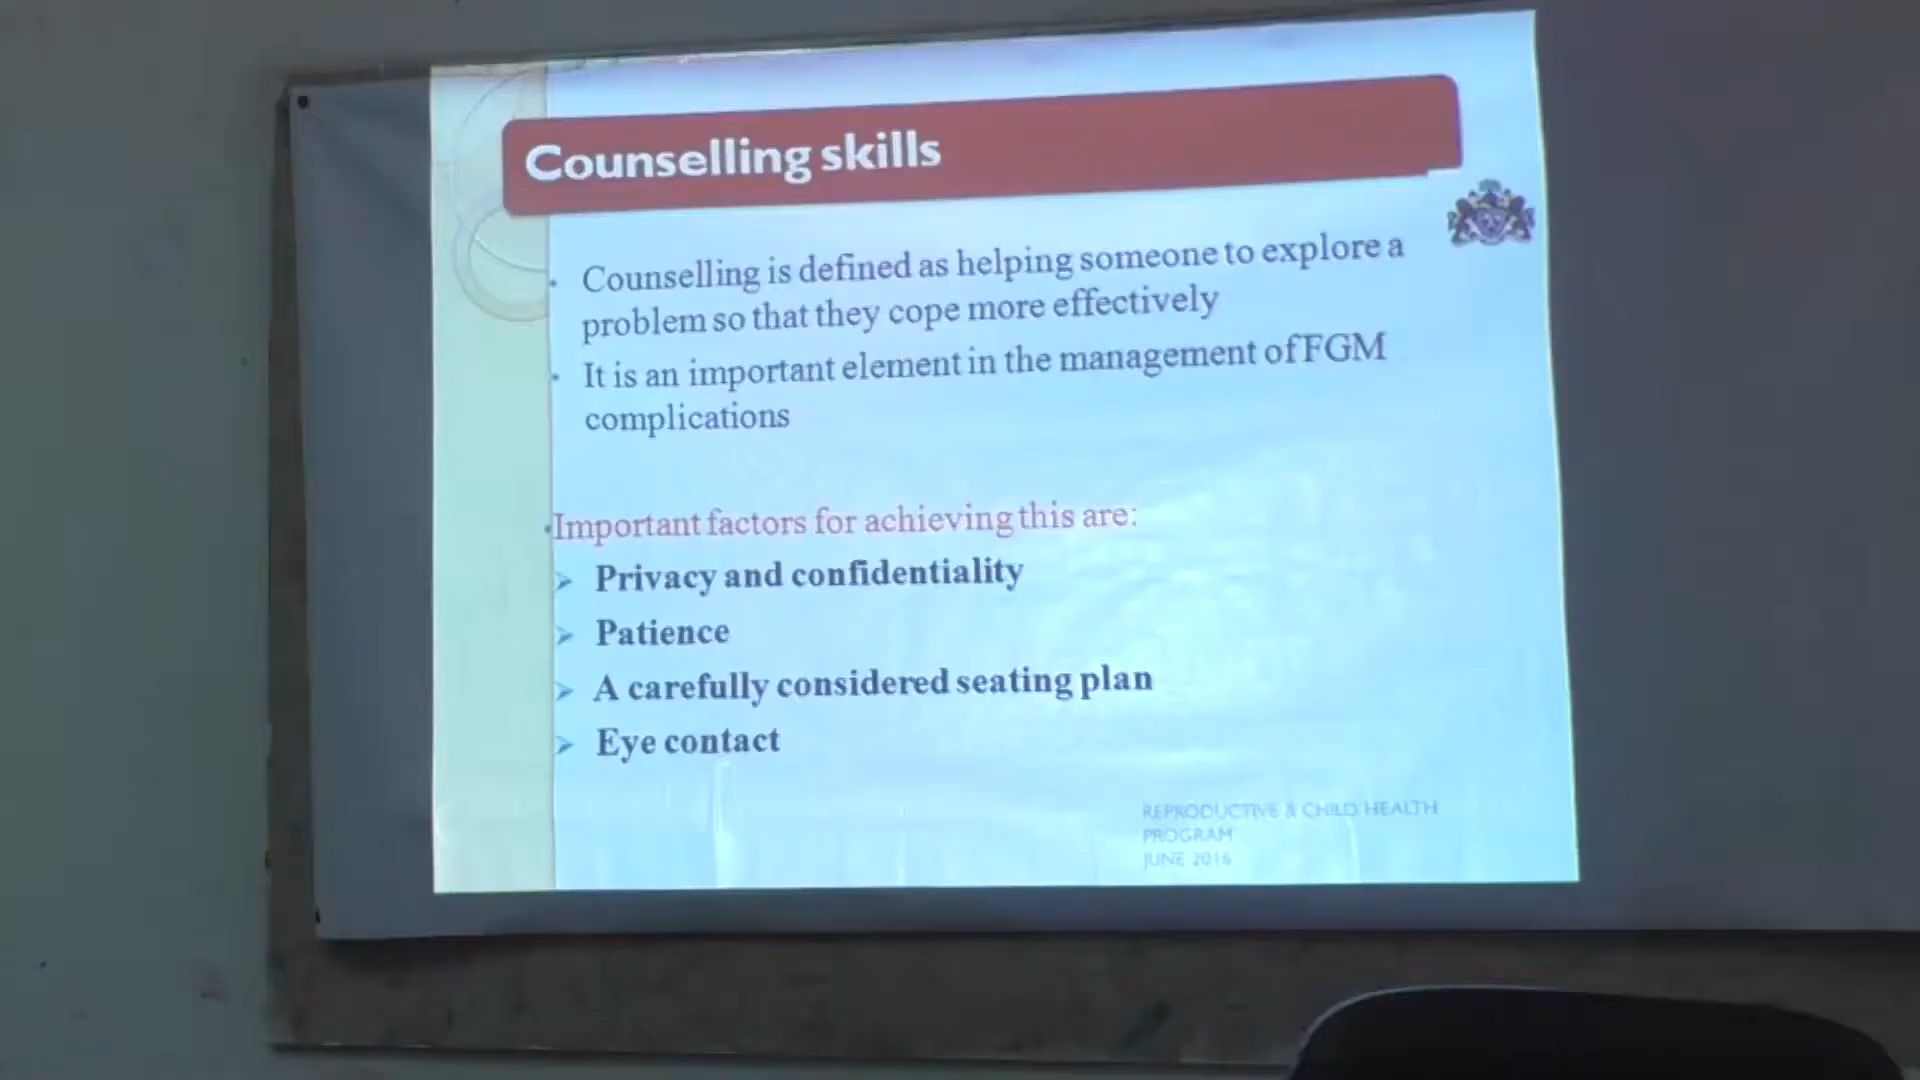 Counselling skills
Counselling is defined as helping someone to explore a
problem so that they cope more effectively
It is an important element in the management of FGM
complications
Important factors for achieving this are:
Privacy and confidentiality
Patience
A carefully considered seating plan
Eye contact
REPRODUCTIVE & CHILD HEALTH
PROGRAM
JUNE 2016